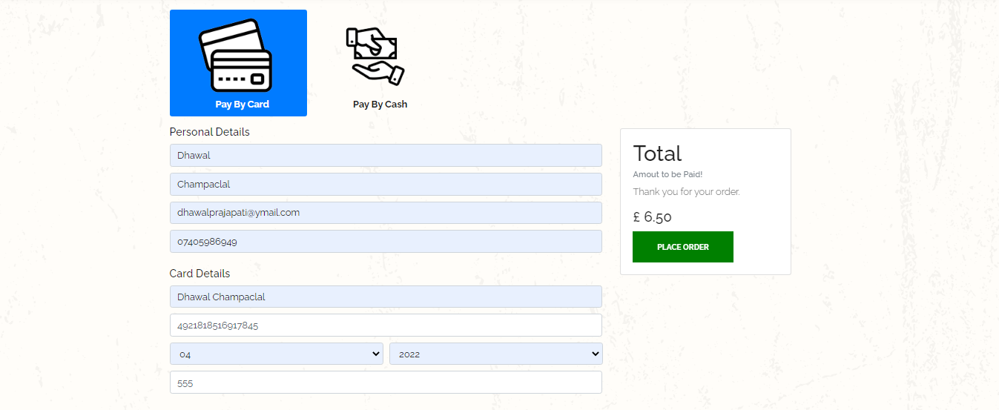 Pay By Card
Pay By Cash
Personal Details
Dhawal
Champaclal
dhawalprajapati@ymail.com
07405986949
Card Details
Dhawal Champaclal
4921818516917845
04 2022
555
Total
Amout to be Paid!
Thank you for your order.
£ 6.50
PLACE ORDER